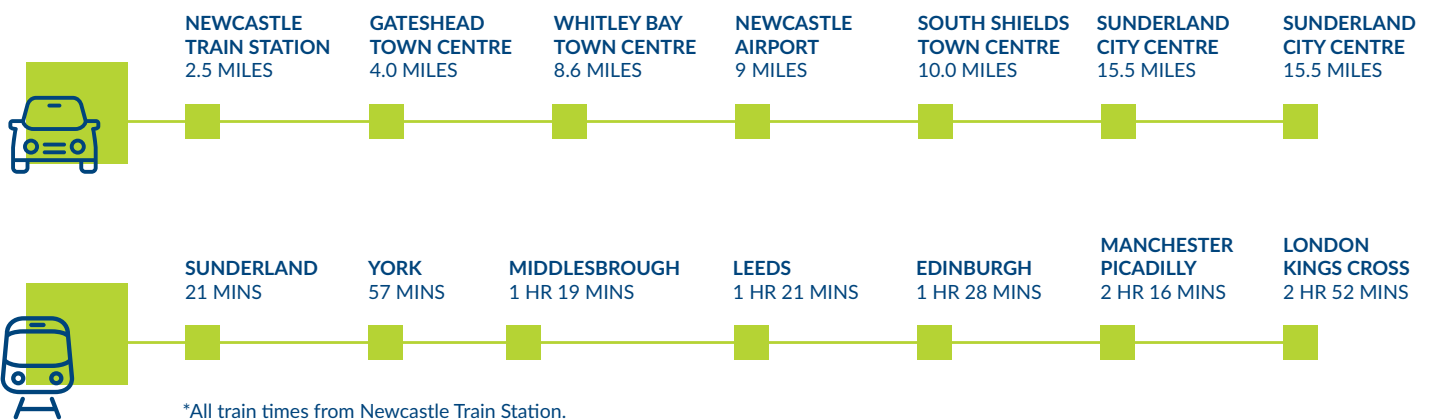 NEWCASTLE
TRAIN STATION
2.5 MILES
GATESHEAD
TOWN CENTRE
4.0 MILES
WHITLEY BAY
TOWN CENTRE
8.6 MILES
NEWCASTLE
AIRPORT
9 MILES
SOUTH SHIELDS
TOWN CENTRE
10.0 MILES
SUNDERLAND
CITY CENTRE
15.5 MILES
SUNDERLAND
CITY CENTRE
15.5 MILES
SUNDERLAND
21 MINS
YORK
57 MINS
MIDDLESBROUGH
1 HR 19 MINS
LEEDS
1 HR 21 MINS
EDINBURGH
1 HR 28 MINS
MANCHESTER
PICADILLY
2 HR 16 MINS
LONDON
KINGS CROSS
2 HR 52 MINS
*All train times from Newcastle Train Station.